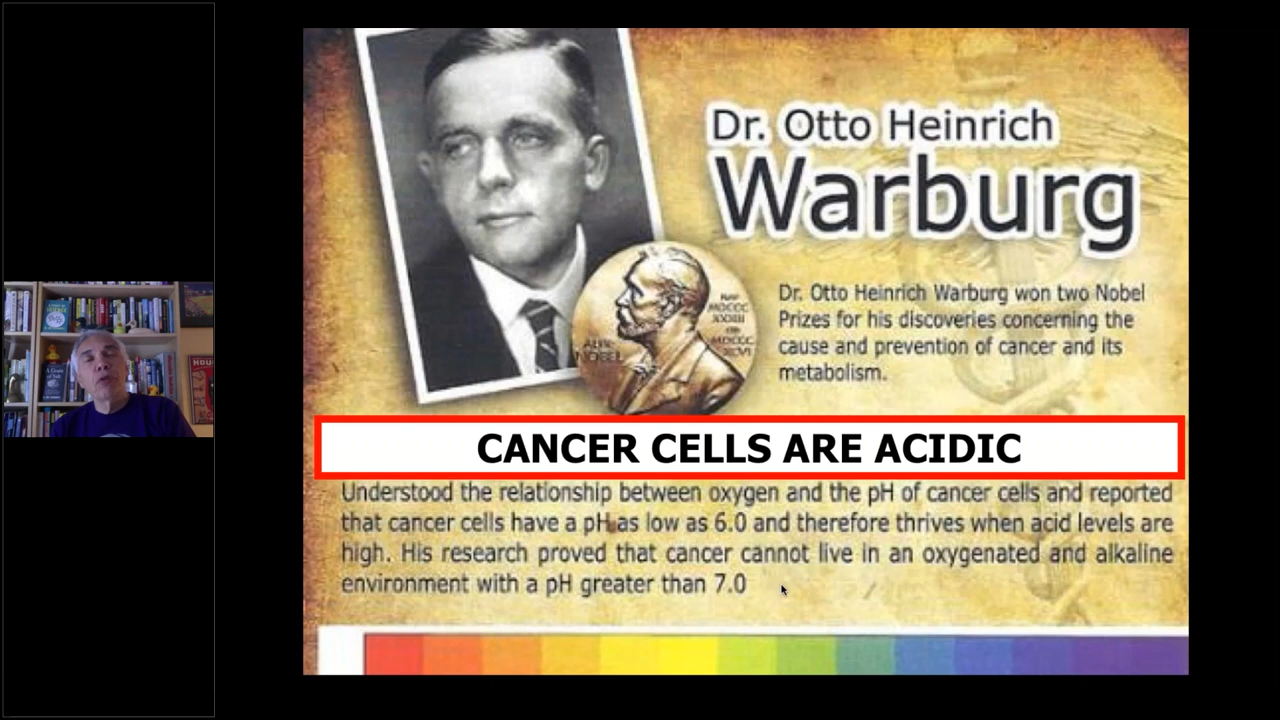 Dr. Otto Heinrich
Warburg
Dr. Otto Heinrich Warburg won two Nobel
Prizes for his discoveries concerning the
cause and prevention of cancer and its
metabolism.
CANCER CELLS ARE ACIDIC
Understood the relationship between oxygen and the pH of cancer cells and reported
that cancer cells have a pH as low as 6.0 and therefore thrives when acid levels are
high. His research proved that cancer cannot live in an oxygenated and alkaline
environment with a pH greater than 7.0